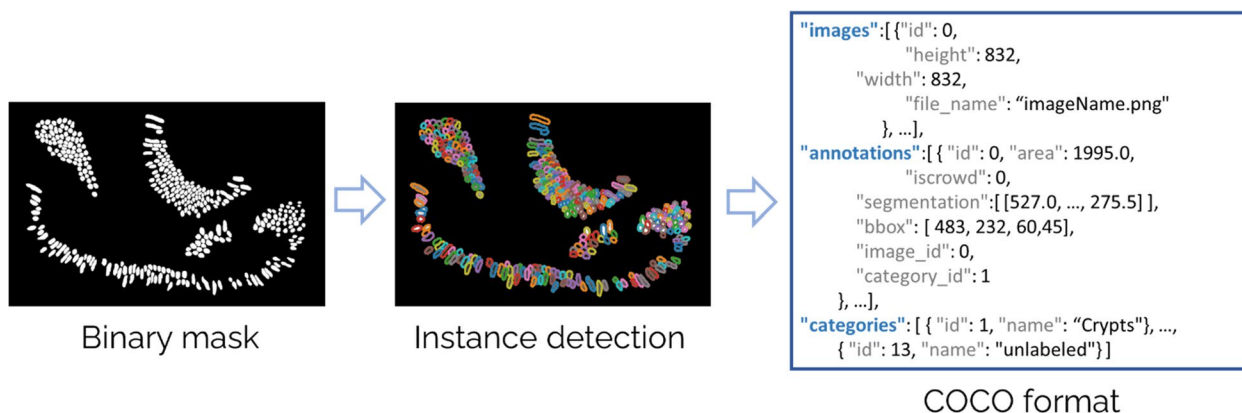 "images":[ {"id": 0,
"height": 832,
"width": 832,
"file_name": “imageName.png"
}, …],
"annotations":[ { "id": 0, "area": 1995.0,
"iscrowd": 0,
"segmentation":[ [527.0, …, 275.5] ],
"bbox": [ 483, 232, 60,45],
"image_id": 0,
"category_id": 1
}, …],
"categories": [ { "id": 1, "name": “Crypts"}, …,
{ "id": 13, "name": "unlabeled"} ]
Binary mask
Instance detection
COCO format